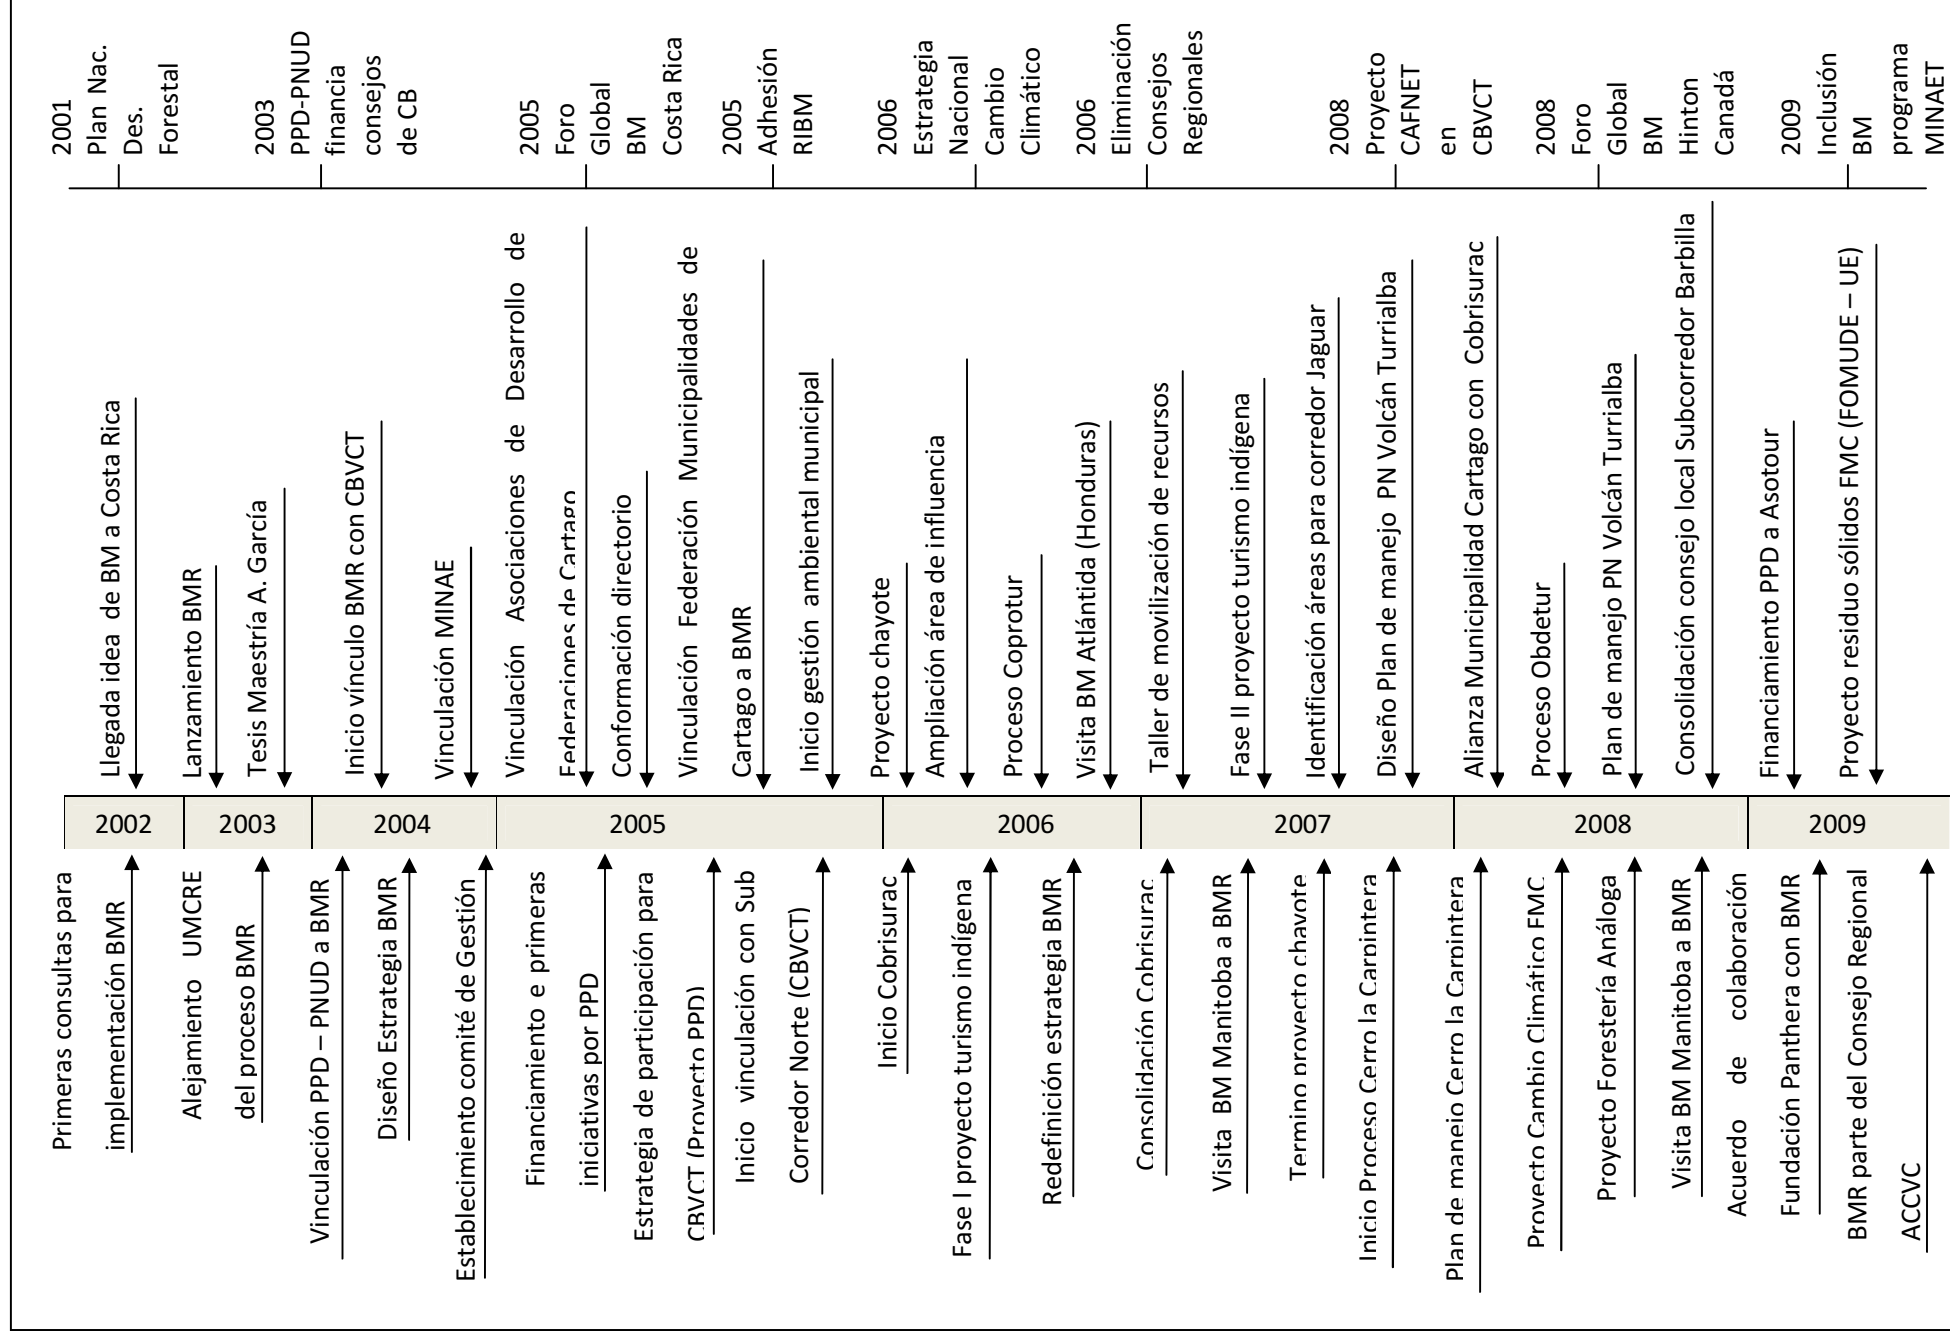 2001
Plan Nac.
Des.
Forestal
2003
PPD-PNUD
financia
consejos
de CB
2005
Foro
Global
BM
Costa Rica
2005
Adhesión
RIBM
2006
Estrategia
Nacional
Cambio
Climático
2006
Eliminación
Consejos
Regionales
2008
Proyecto
CAFNET
en
CBVCT
2008
Foro
Global
BM
Hinton
Canadá
2009
Inclusión
BM
programa
MINAET
Llegada idea de BM a Costa Rica
Lanzamiento BMR
Tesis Maestría A. García
Inicio vínculo BMR con CBVCT
Vinculación MINAE
Vinculación Asociaciones de Desarrollo de
Federaciones de Cartago
Conformación directorio
Vinculación Federación Municipalidades de
Cartago a BMR
Inicio gestión ambiental municipal
Proyecto chayote
Ampliación área de influencia
Proceso Coprotur
Visita BM Atlántida (Honduras)
Taller de movilización de recursos
Fase II proyecto turismo indígena
Identificación áreas para corredor Jaguar
Diseño Plan de manejo PN Volcán Turrialba
Alianza Municipalidad Cartago con Cobrisurac
Proceso Obdetur
Plan de manejo PN Volcán Turrialba
Consolidación consejo local Subcorredor Barbilla
Financiamiento PPD a Asotour
Proyecto residuo sólidos FMC (FOMUDE – UE)
2002
2003
2004
2005
2006
2007
2008
2009
Primeras consultas para
implementación BMR
Alejamiento UMCRE
del proceso BMR
Vinculación PPD – PNUD a BMR
Diseño Estrategia BMR
Establecimiento comité de Gestión
Financiamiento e primeras
iniciativas por PPD
Estrategia de participación para
CBVCT (Proyecto PPD)
Inicio vinculación con Sub
Corredor Norte (CBVCT)
Inicio Cobrisurac
Fase I proyecto turismo indígena
Redefinición estrategia BMR
Consolidación Cobrisurac
Visita BM Manitoba a BMR
Termino proyecto chayote
Inicio Proceso Cerro la Carpintera
Plan de manejo Cerro la Carpintera
Proyecto Cambio Climático FMC
Proyecto Forestería Análoga
Visita BM Manitoba a BMR
Acuerdo de colaboración
Fundación Panthera con BMR
BMR parte del Consejo Regional
ACCVC